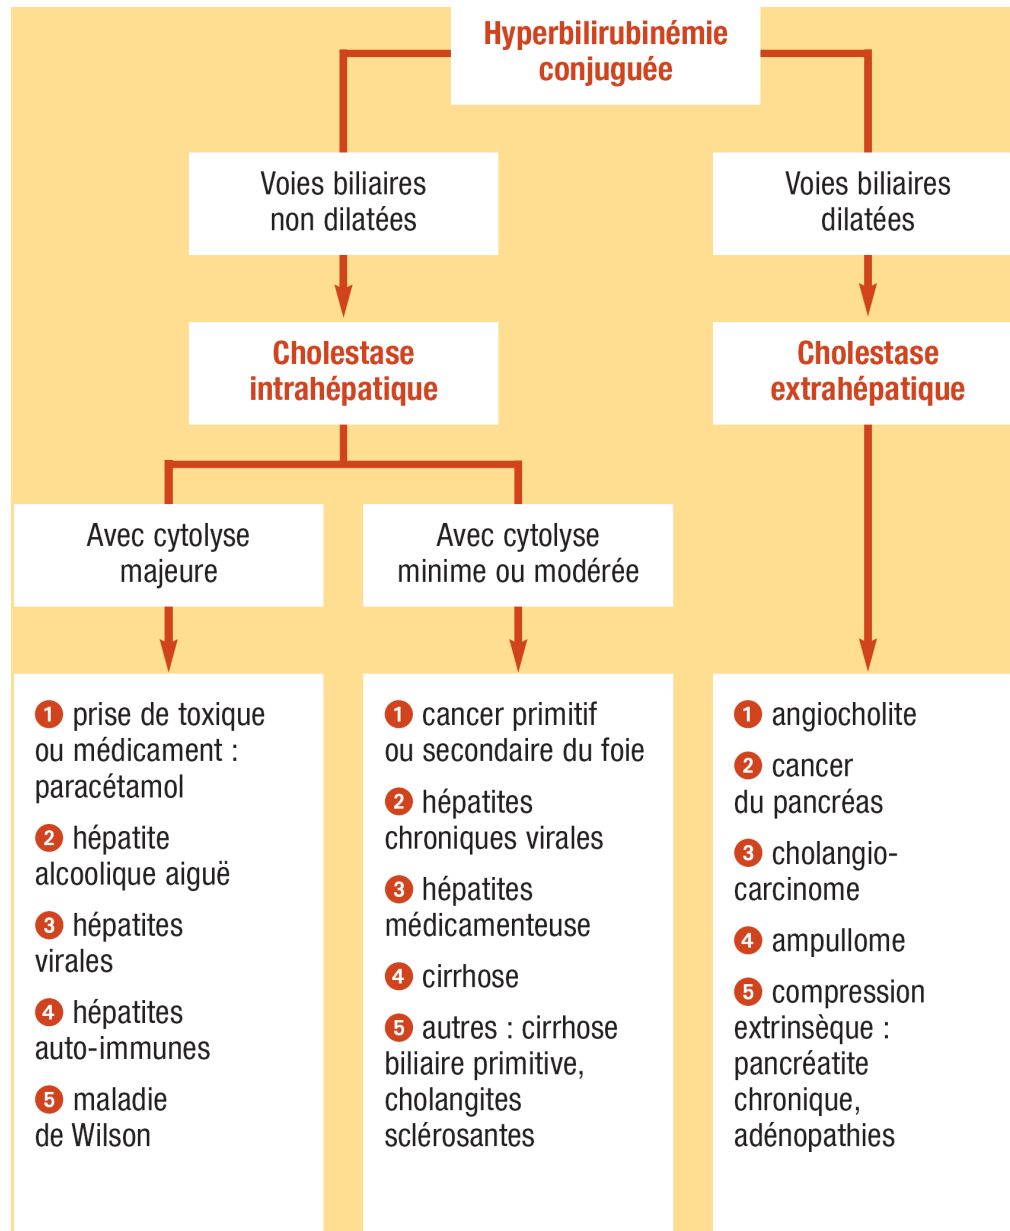 Hyperbilirubinémie
conjuguée
Voies biliaires
non dilatées
Voies biliaires
dilatées
Cholestase
intrahépatique
Cholestase
extrahépatique
Avec cytolyse
majeure
Avec cytolyse
minime ou modérée
1 prise de toxique
ou médicament :
paracétamol
2 hépatite
alcoolique aiguë
3 hépatites
virales
4 hépatites
auto-immunes
5 maladie
de Wilson
1 cancer primitif
ou secondaire du foie
2 hépatites
chroniques virales
3 hépatites
médicamenteuse
4 cirrhose
5 autres : cirrhose
biliaire primitive,
cholangites
sclérosantes
1 angiocholite
2 cancer
du pancréas
3 cholangio-
carcinome
4 ampullome
5 compression
extrinsèque :
pancréatite
chronique,
adénopathies